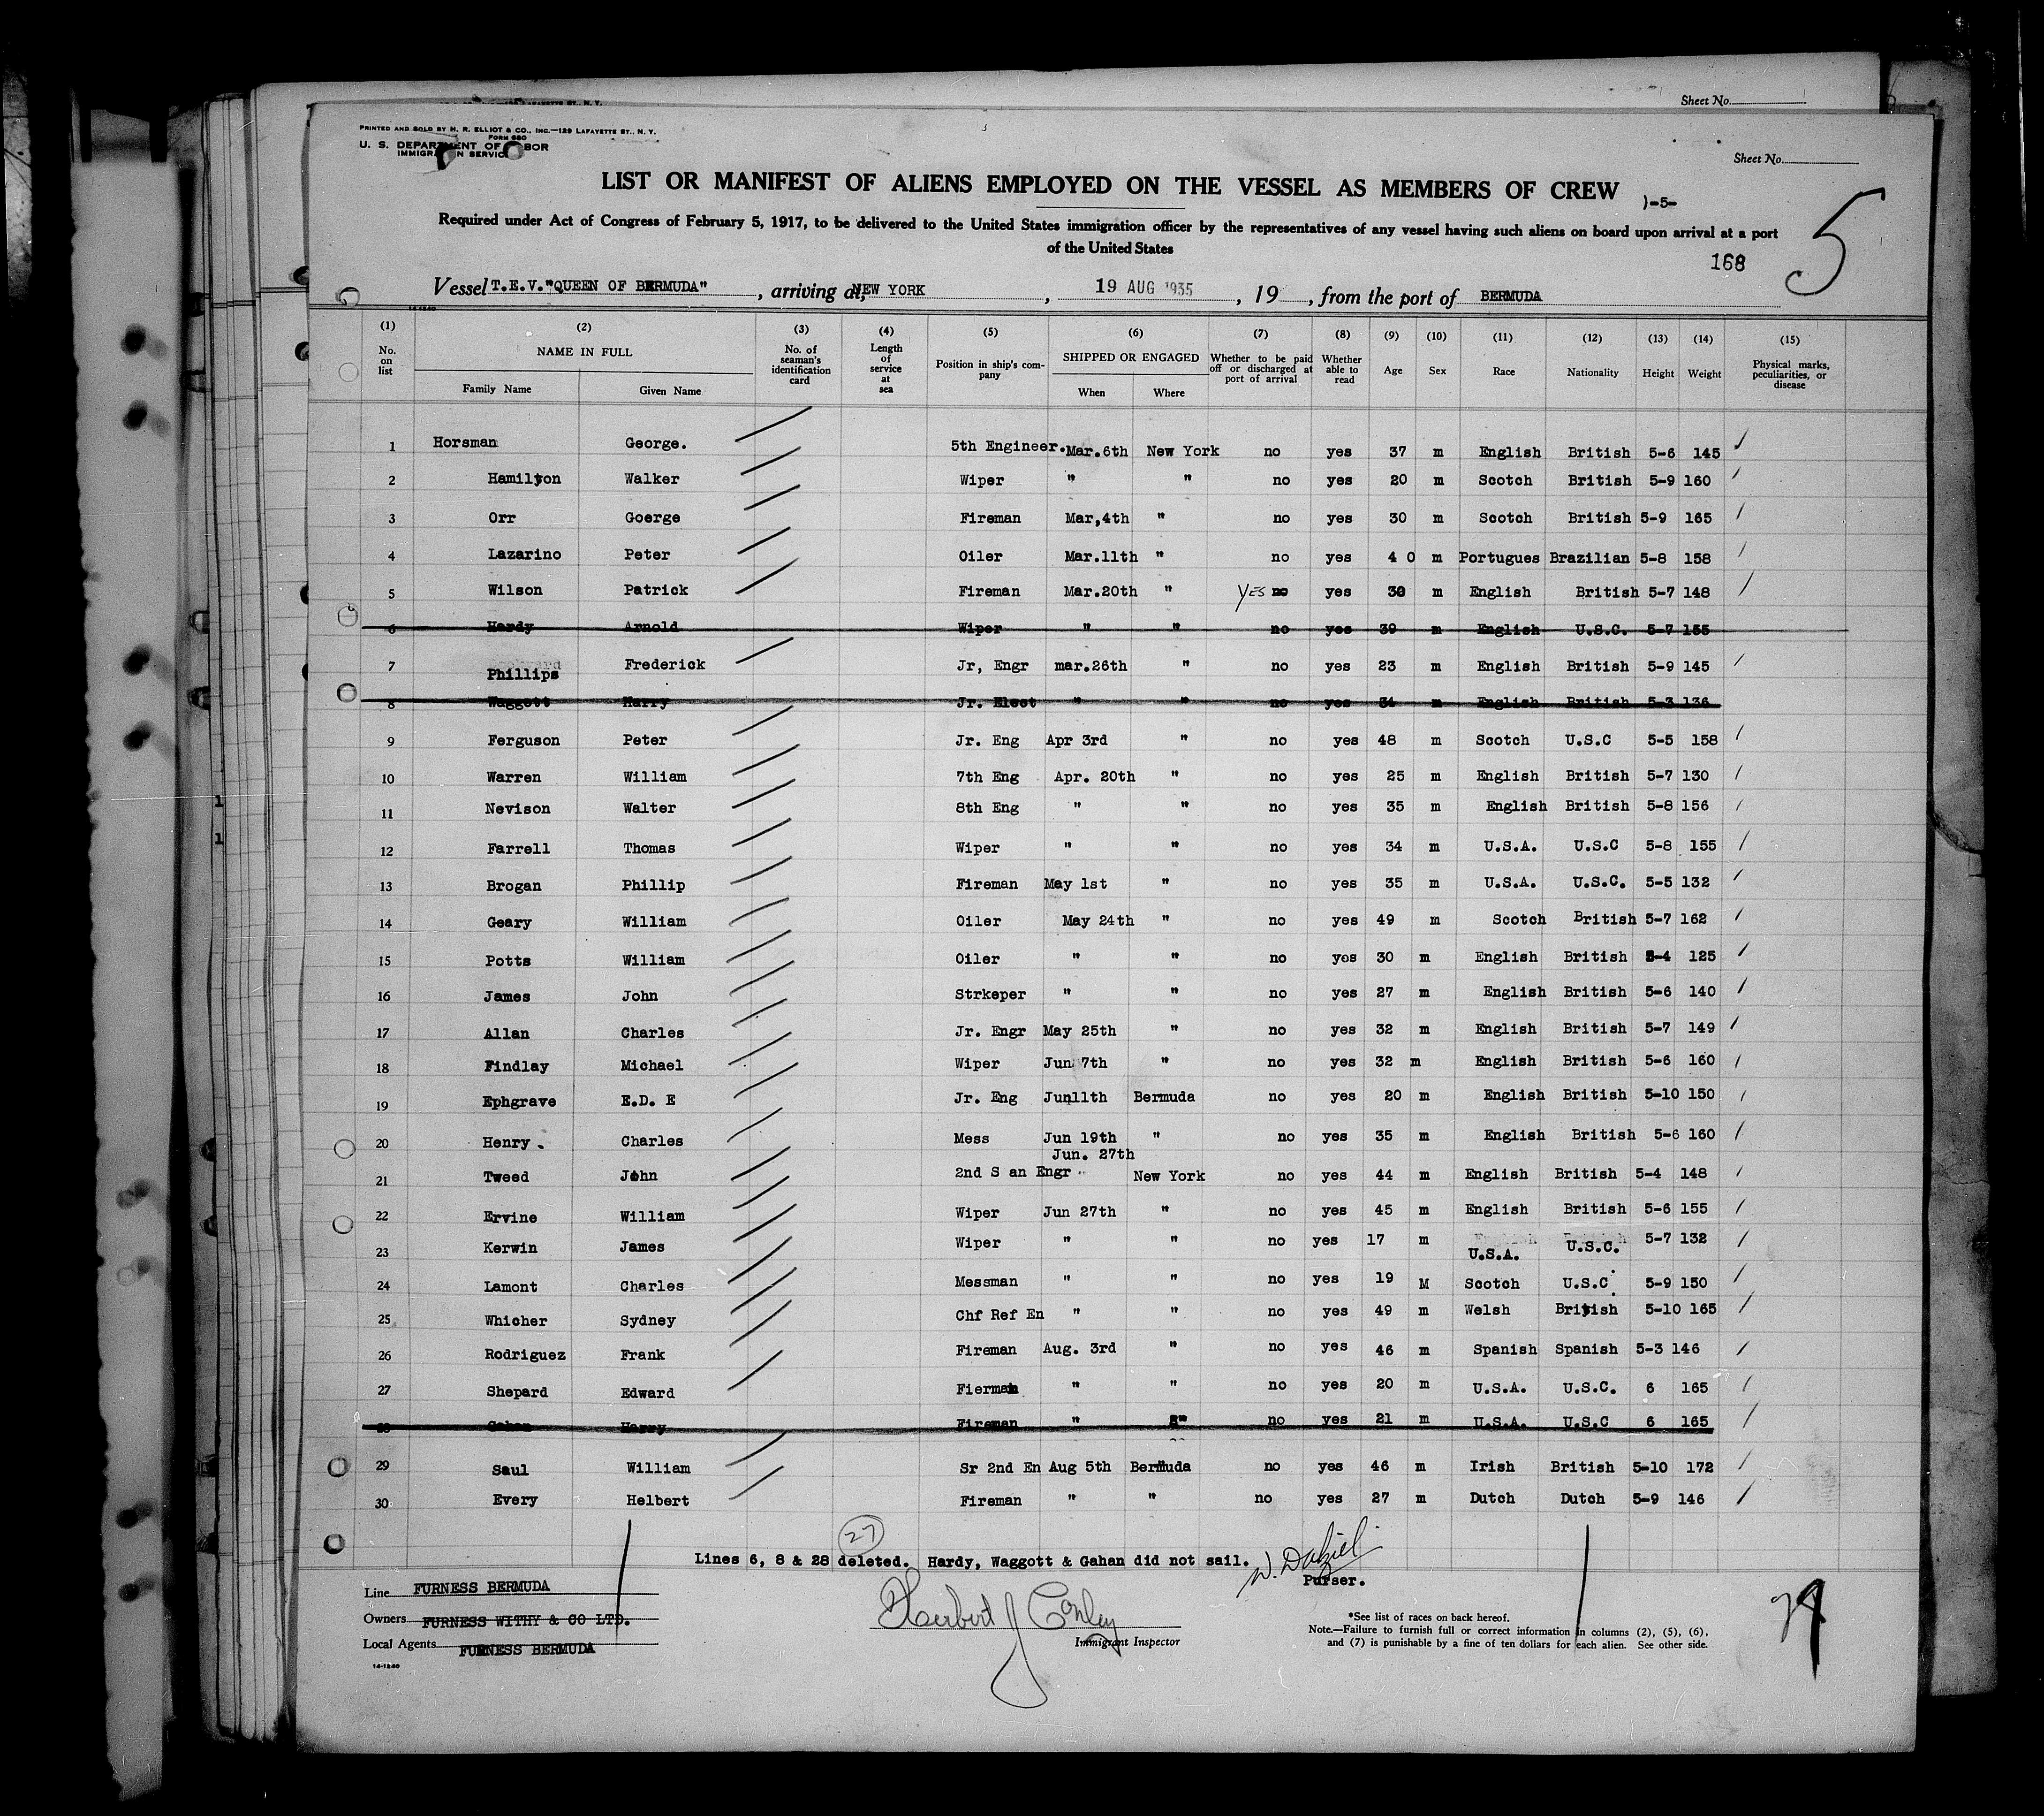 Sheet No.
PRINTED AND SOLD BY H. R. ELLIOT & CO., INC.—129 LAFAYETTE ST., N. Y.
FORM 680
U. S. DEPARTMENT OF LABOR
IMMIGRATION SERVICE
Sheet No.
LIST OR MANIFEST OF ALIENS EMPLOYED ON THE VESSEL AS MEMBERS OF CREW
)-5-
5
Required under Act of Congress of February 5, 1917, to be delivered to the United States immigration officer by the representatives of any vessel having such aliens on board upon arrival at a port
of the United States
168
Vessel T.E.V."QUEEN OF BERMUDA", arriving at, NEW YORK, 19 AUG 1935, 19, from the port of BERMUDA
(1) (2) (3) (4) (5) (6) (7) (8) (9) (10) (11) (12) (13) (14) (15)
No. on list NAME IN FULL Family Name Given Name No. of seaman's identification card Length of service at sea Position in ship's company SHIPPED OR ENGAGED When Where Whether to be paid off or discharged at port of arrival Whether able to read Age Sex Race Nationality Height Weight Physical marks, peculiarities, or disease
1 Horsman George. 5th Engineer. Mar.6th New York no yes 37 m English British 5-6 145
2 Hamilyon Walker Wiper " " no yes 20 m Scotch British 5-9 160
3 Orr Goerge Fireman Mar,4th " no yes 30 m Scotch British 5-9 165
4 Lazarino Peter Oiler Mar.11th " no yes 4 0 m Portugues Brazilian 5-8 158
5 Wilson Patrick Fireman Mar.20th " YES no yes 30 m English British 5-7 148
6 Hardy Arnold Wiper " " no yes 39 m English U.S.C. 5-7 155
7 Phillips Frederick Jr, Engr mar.26th " no yes 23 m English British 5-9 145
8 Waggott Harry Jr. Elect " " no yes 34 m English British 5-3 136
9 Ferguson Peter Jr. Eng Apr 3rd " no yes 48 m Scotch U.S.C 5-5 158
10 Warren William 7th Eng Apr. 20th " no yes 25 m English British 5-7 130
11 Nevison Walter 8th Eng " " no yes 35 m English British 5-8 156
12 Farrell Thomas Wiper " " no yes 34 m U.S.A. U.S.C 5-8 155
13 Brogan Phillip Fireman May 1st " no yes 35 m U.S.A. U.S.C. 5-5 132
14 Geary William Oiler May 24th " no yes 49 m Scotch British 5-7 162
15 Potts William Oiler " " no yes 30 m English British 5-4 125
16 James John Strkeper " " no yes 27 m English British 5-6 140
17 Allan Charles Jr. Engr May 25th " no yes 32 m English British 5-7 149
18 Findlay Michael Wiper Jun 7th " no yes 32 m English British 5-6 160
19 Ephgrave E.D. E Jr. Eng Jun11th Bermuda no yes 20 m English British 5-10 150
20 Henry. Charles Mess Jun 19th " no yes 35 m English British 5-6 160
21 Tweed John 2nd S an Engr Jun. 27th New York no yes 44 m English British 5-4 148
22 Ervine William Wiper Jun 27th " no yes 45 m English British 5-6 155
23 Kerwin James Wiper " " no yes 17 m U.S.A. U.S.C. 5-7 132
24 Lamont Charles Messman " " no yes 19 M Scotch U.S.C 5-9 150
25 Whicher Sydney Chf Ref En " " no yes 49 m Welsh British 5-10 165
26 Rodriguez Frank Fireman Aug. 3rd " no yes 46 m Spanish Spanish 5-3 146
27 Shepard Edward Fierman " " no yes 20 m U.S.A. U.S.C. 6 165
28 Gahan Harry Fireman " " no yes 21 m U.S.A. U.S.C 6 165
29 Saul William Sr 2nd En Aug 5th Bermuda no yes 46 m Irish British 5-10 172
30 Every Helbert Fireman " " no yes 27 m Dutch Dutch 5-9 146
27
Lines 6, 8 & 28 deleted. Hardy, Waggott & Gahan did not sail. W. Dalziel
Purser.
Line FURNESS BERMUDA
Owners FURNESS WITHY & CO LTD.
Local Agents FURNESS BERMUDA
14-1240
Herbert J Conley
Immigrant Inspector
*See list of races on back hereof.
Note.—Failure to furnish full or correct information in columns (2), (5), (6),
and (7) is punishable by a fine of ten dollars for each alien. See other side.